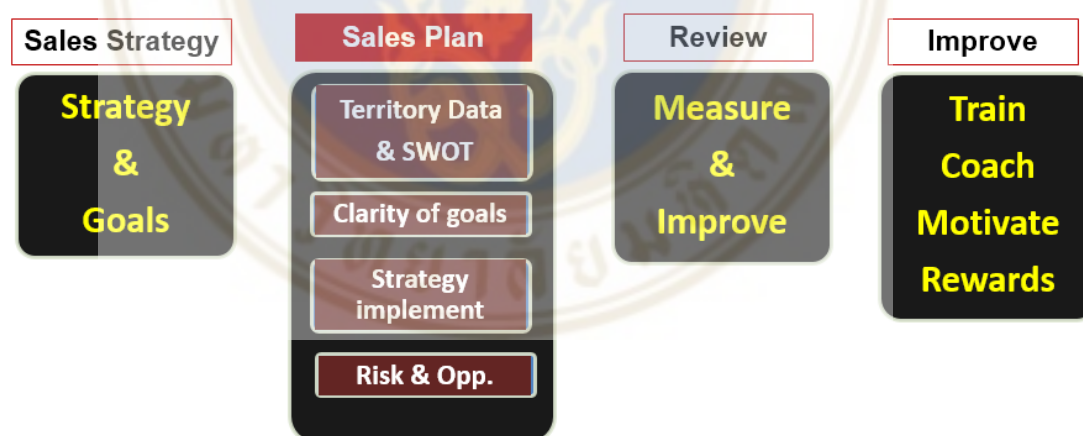 Sales Strategy
Strategy
&
Goals
Sales Plan
Territory Data
& SWOT
Clarity of goals
Strategy
implement
Risk & Opp.
Review
Measure
&
Improve
Improve
Train
Coach
Motivate
Rewards